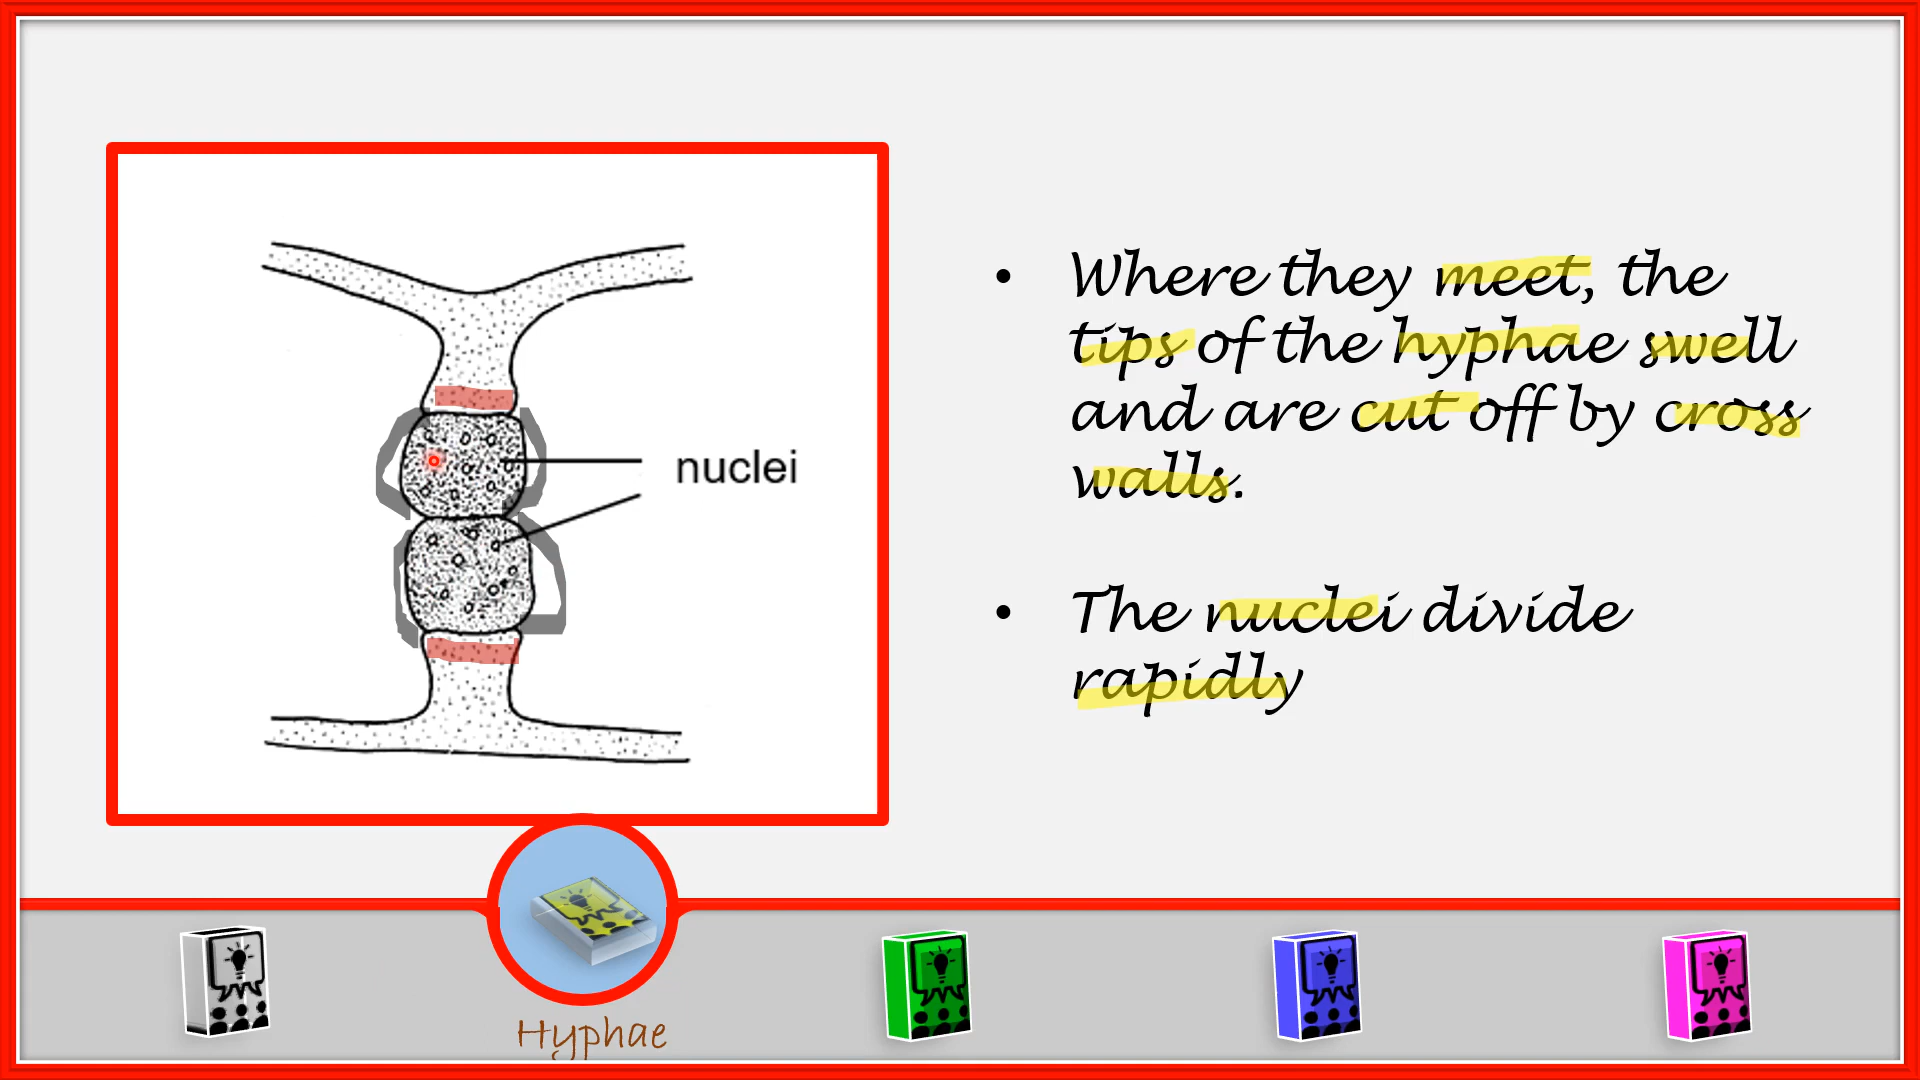 nuclei
• Where they meet, the
tips of the hyphae swell
and are cut off by cross
walls.
• The nuclei divide
rapidly
Hyphae